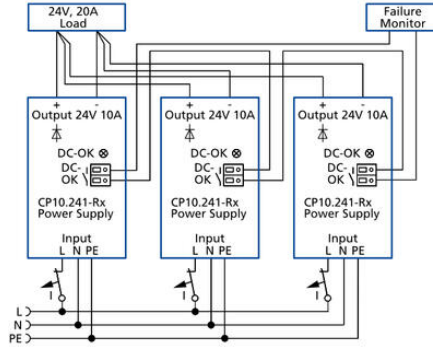 24V, 20A
Load
Failure
Monitor
+ -
Output 24V 10A
DC-OK
DC-
OK
CP10.241-Rx
Power Supply
Input
L N PE
I
+ -
Output 24V 10A
DC-OK
DC-
OK
CP10.241-Rx
Power Supply
Input
L N PE
I
+ -
Output 24V 10A
DC-OK
DC-
OK
CP10.241-Rx
Power Supply
Input
L N PE
I
L
N
PE